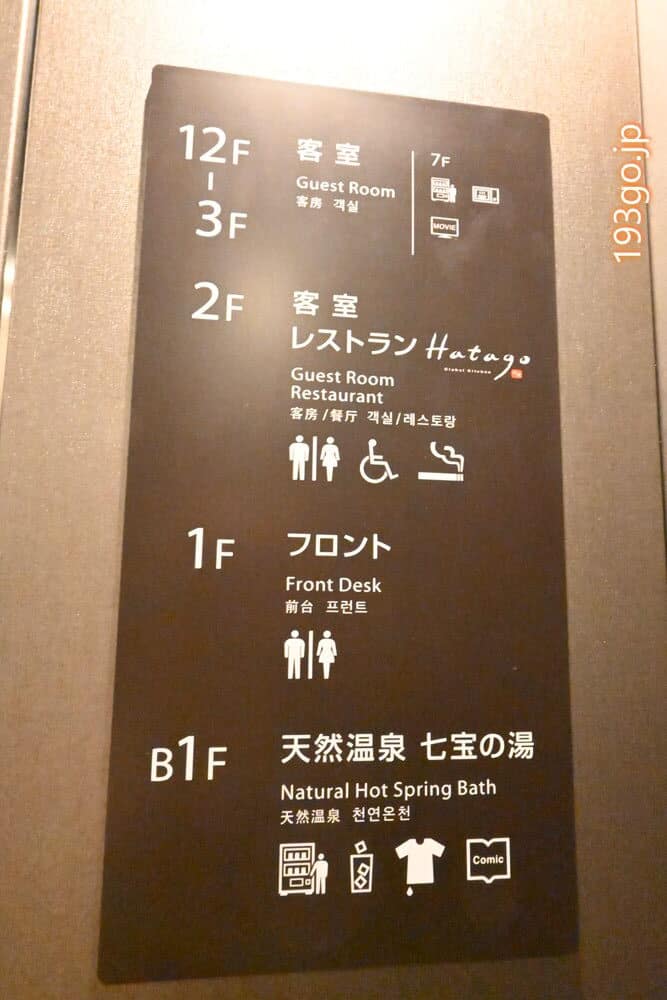 12F
|
3F
客室
Guest Room
客房 객실
7F
MOVIE
2F
客室
レストラン Hatago
Global Kitchen
Guest Room
Restaurant
客房/餐厅 객실/레스토랑
1F
フロント
Front Desk
前台 프런트
B1F
天然温泉 七宝の湯
Natural Hot Spring Bath
天然温泉 천연온천
Comic
193go.jp